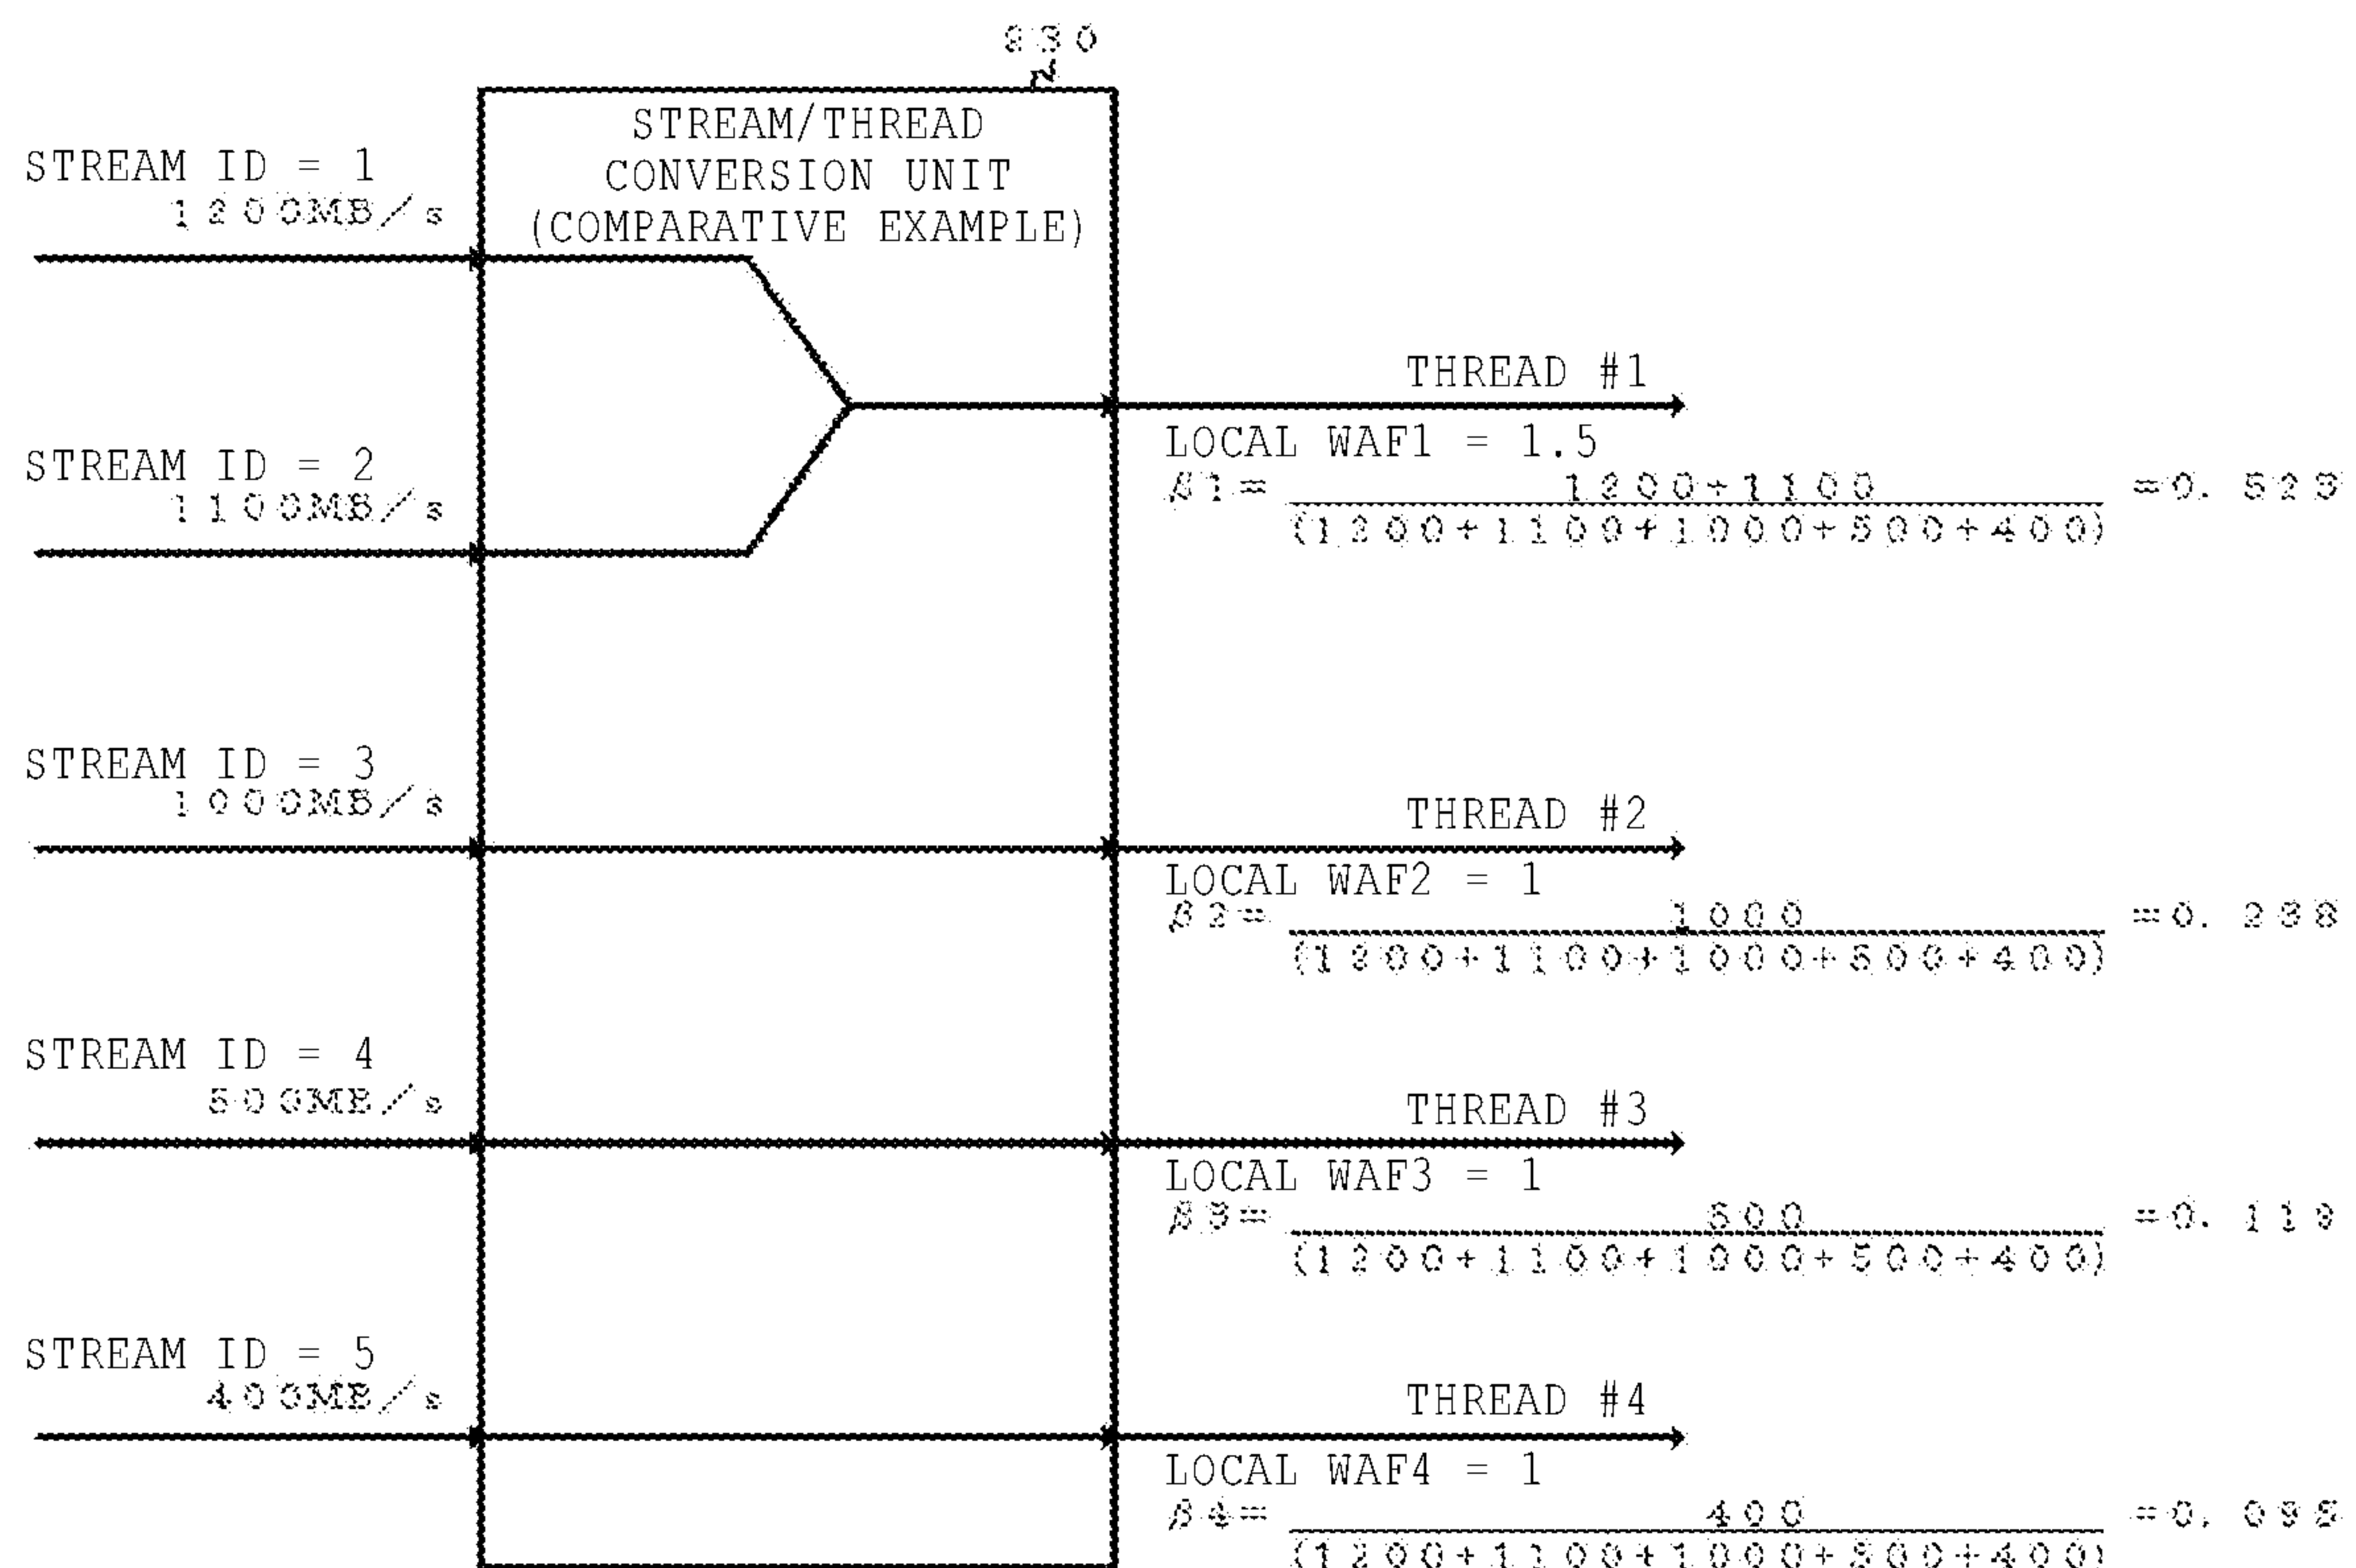 230
STREAM/THREAD
CONVERSION UNIT
(COMPARATIVE EXAMPLE)
STREAM ID = 1
1200MB/s
THREAD #1
LOCAL WAF1 = 1.5
β1= 1200+1100
(1200+1100+1000+500+400)
STREAM ID = 2
1100MB/s
STREAM ID = 3
1000MB/s
THREAD #2
LOCAL WAF2 = 1
β2= 1000 =0.238
(1200+1100+1000+500+400)
STREAM ID = 4
500MB/s
THREAD #3
LOCAL WAF3 = 1
β3= 500 =0.119
(1200+1100+1000+500+400)
STREAM ID = 5
400MB/s
THREAD #4
LOCAL WAF4 = 1
β4= 400 =0.095
(1200+1100+1000+500+400)